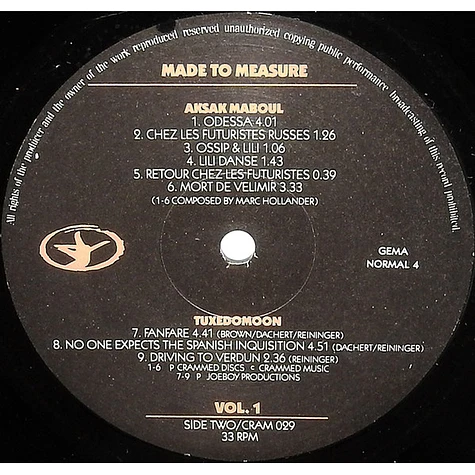 All rights of the producer and the owner of the work reproduced reserved unauthorized copying public performance broadcasting of this record prohibited.
MADE TO MEASURE
AKSAK MABOUL
1. ODESSA 4.01
2. CHEZ LES FUTURISTES RUSSES 1.26
3. OSSIP & LILI 1.06
4. LILI DANSE 1.43
5. RETOUR CHEZ LES FUTURISTES 0.39
6. MORT DE VELIMIR 3.33
(1-6 COMPOSED BY MARC HOLLANDER)
GEMA
NORMAL 4
TUXEDOMOON
7. FANFARE 4.41 (BROWN/DACHERT/REININGER)
8. NO ONE EXPECTS THE SPANISH INQUISITION 4.51 (DACHERT/REININGER)
9. DRIVING TO VERDUN 2.36 (REININGER)
1-6 P CRAMMED DISCS C CRAMMED MUSIC
7-9 P JOEBOY PRODUCTIONS
VOL. 1
SIDE TWO/CRAM 029
33 RPM